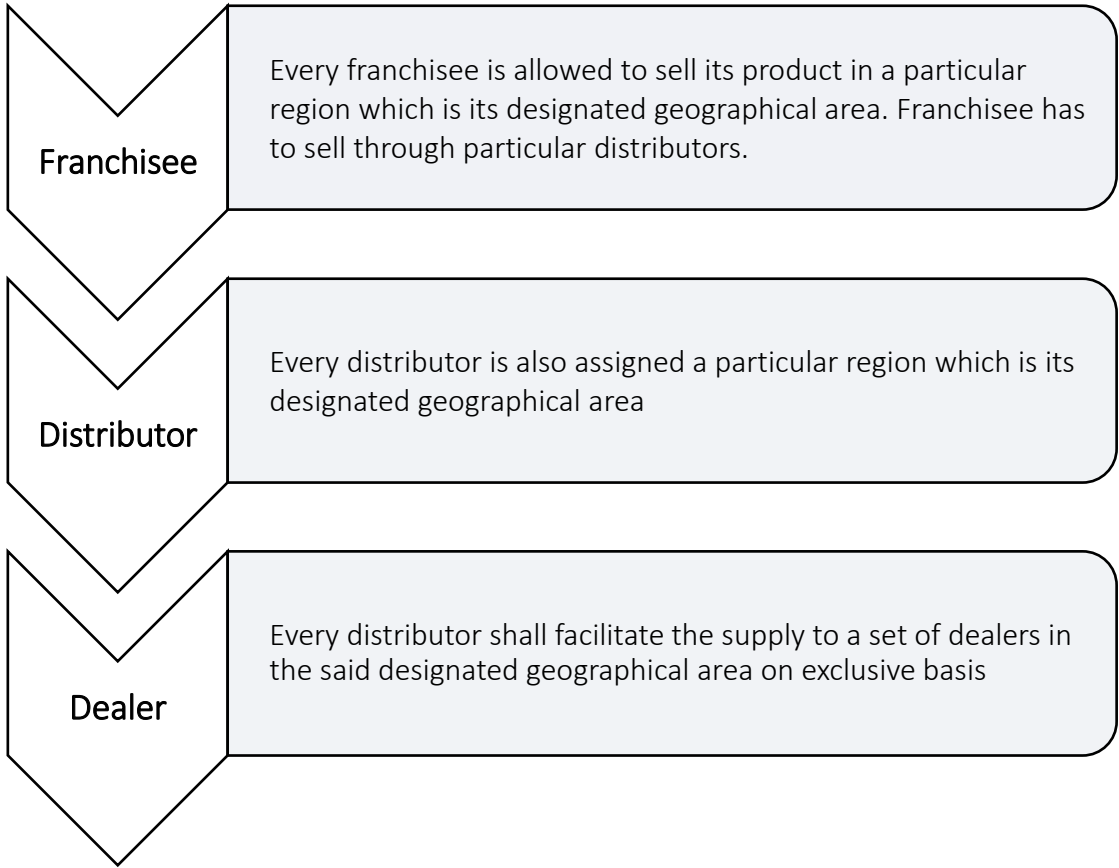 Franchisee
Every franchisee is allowed to sell its product in a particular
region which is its designated geographical area. Franchisee has
to sell through particular distributors.
Distributor
Every distributor is also assigned a particular region which is its
designated geographical area
Dealer
Every distributor shall facilitate the supply to a set of dealers in
the said designated geographical area on exclusive basis